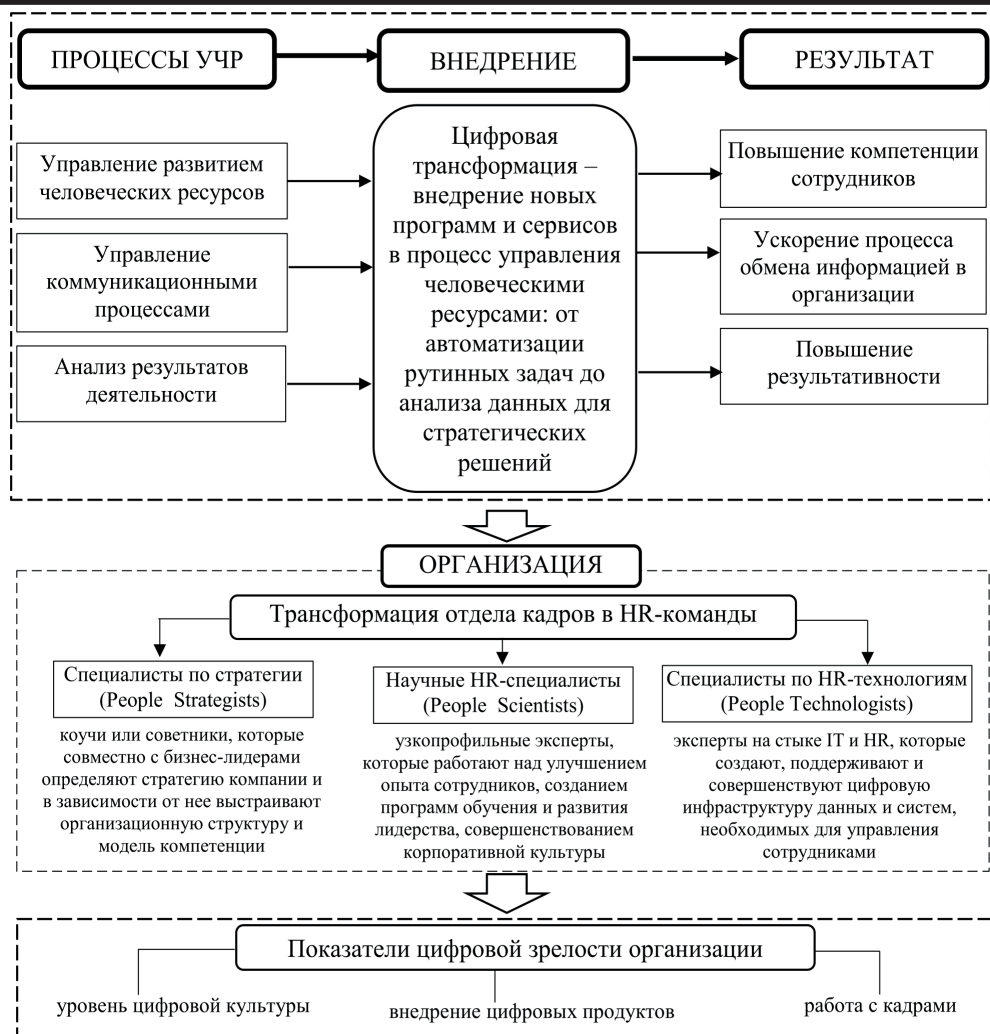 ПРОЦЕССЫ УЧР
ВНЕДРЕНИЕ
РЕЗУЛЬТАТ
Управление развитием
человеческих ресурсов
Управление
коммуникационными
процессами
Анализ результатов
деятельности
Цифровая
трансформация –
внедрение новых
программ и сервисов
в процесс управления
человеческими
ресурсами: от
автоматизации
рутинных задач до
анализа данных для
стратегических
решений
Повышение компетенции
сотрудников
Ускорение процесса
обмена информацией в
организации
Повышение
результативности
ОРГАНИЗАЦИЯ
Трансформация отдела кадров в HR-команды
Специалисты по стратегии
(People Strategists)
коучи или советники, которые
совместно с бизнес-лидерами
определяют стратегию компании и
в зависимости от нее выстраивают
организационную структуру и
модель компетенции
Научные HR-специалисты
(People Scientists)
узкопрофильные эксперты,
которые работают над улучшением
опыта сотрудников, созданием
программ обучения и развития
лидерства, совершенствованием
корпоративной культуры
Специалисты по HR-технологиям
(People Technologists)
эксперты на стыке IT и HR, которые
создают, поддерживают и
совершенствуют цифровую
инфраструктуру данных и систем,
необходимых для управления
сотрудниками
Показатели цифровой зрелости организации
уровень цифровой культуры
внедрение цифровых продуктов
работа с кадрами